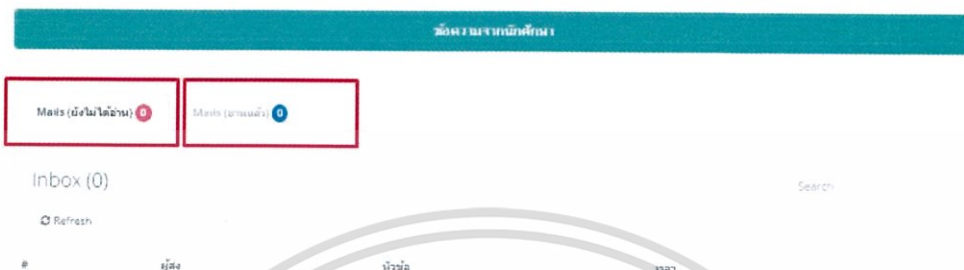 ข้อความจากนักศึกษา
Mails (ยังไม่ได้อ่าน) 0 Mails (อ่านแล้ว) 0
Inbox (0)
Search
Refresh
# ผู้ส่ง หัวข้อ เวลา